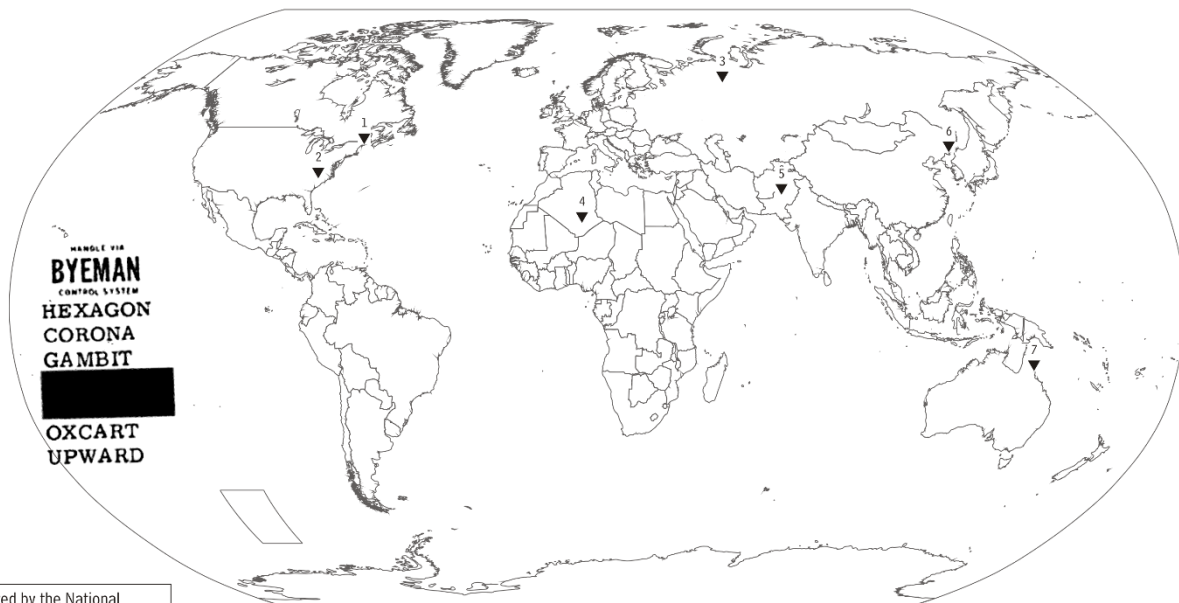 1
2
3
4
5
6
7
HANDLE VIA
BYEMAN
CONTROL SYSTEM
HEXAGON
CORONA
GAMBIT
OXCART
UPWARD
ed by the National